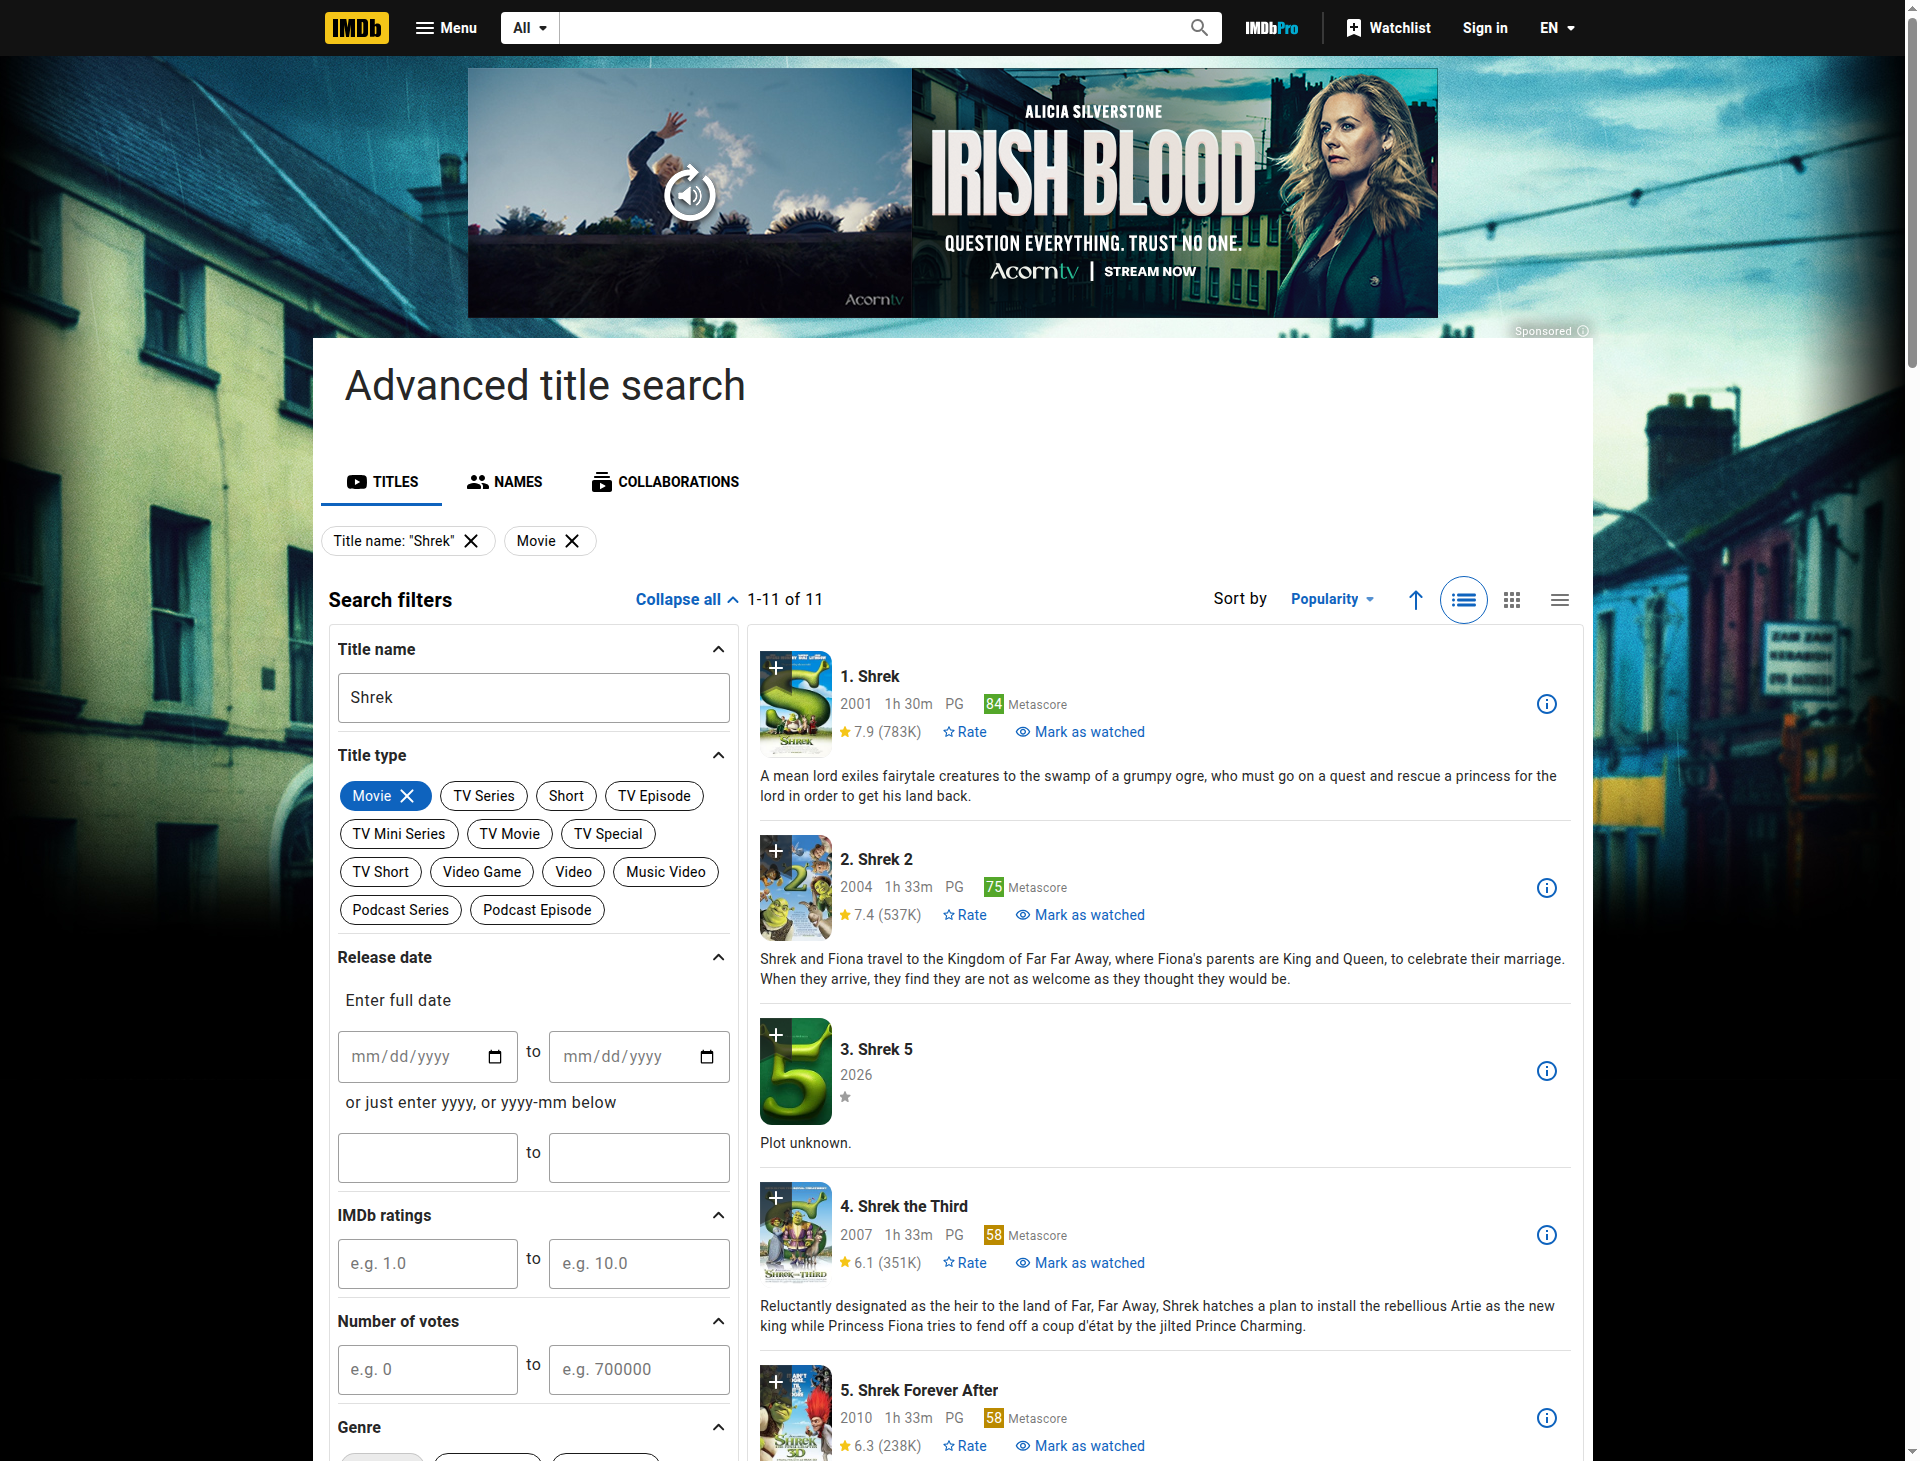 IMDb Menu All IMDbPro Watchlist Sign in EN
ALICIA SILVERSTONE
IRISH BLOOD
QUESTION EVERYTHING. TRUST NO ONE.
Acorntv | STREAM NOW
Acorntv
Sponsored
Advanced title search
TITLES NAMES COLLABORATIONS
Title name: "Shrek" Movie
Search filters Collapse all 1-11 of 11 Sort by Popularity
Title name
Shrek
Title type
Movie TV Series Short TV Episode
TV Mini Series TV Movie TV Special
TV Short Video Game Video Music Video
Podcast Series Podcast Episode
Release date
Enter full date
mm/dd/yyyy to mm/dd/yyyy
or just enter yyyy, or yyyy-mm below
to
IMDb ratings
e.g. 1.0 to e.g. 10.0
Number of votes
e.g. 0 to e.g. 700000
Genre
1. Shrek
2001 1h 30m PG 84 Metascore
7.9 (783K) Rate Mark as watched
A mean lord exiles fairytale creatures to the swamp of a grumpy ogre, who must go on a quest and rescue a princess for the
lord in order to get his land back.
2. Shrek 2
2004 1h 33m PG 75 Metascore
7.4 (537K) Rate Mark as watched
Shrek and Fiona travel to the Kingdom of Far Far Away, where Fiona's parents are King and Queen, to celebrate their marriage.
When they arrive, they find they are not as welcome as they thought they would be.
3. Shrek 5
2026
Plot unknown.
4. Shrek the Third
2007 1h 33m PG 58 Metascore
6.1 (351K) Rate Mark as watched
Reluctantly designated as the heir to the land of Far, Far Away, Shrek hatches a plan to install the rebellious Artie as the new
king while Princess Fiona tries to fend off a coup d'état by the jilted Prince Charming.
5. Shrek Forever After
2010 1h 33m PG 58 Metascore
6.3 (238K) Rate Mark as watched
SHREK
2
5
SHREK THE THIRD
SHREK
3D
ZAM ZAM
KEBABISH